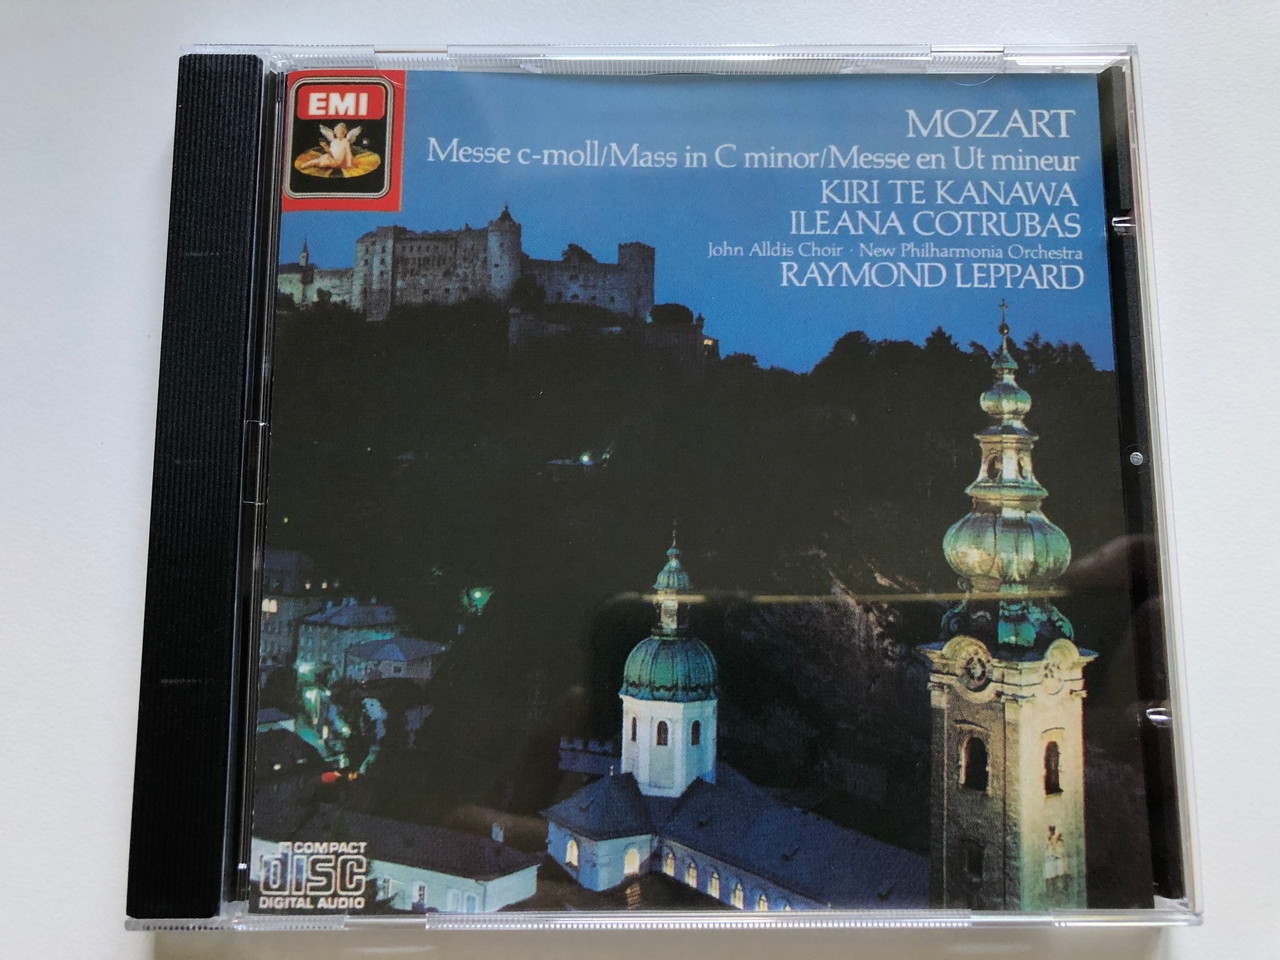 EMI
MOZART
Messe c-moll/Mass in C minor/Messe en Ut mineur
KIRI TE KANAWA
ILEANA COTRUBAS
John Alldis Choir · New Philharmonia Orchestra
RAYMOND LEPPARD
COMPACT
disc
DIGITAL AUDIO